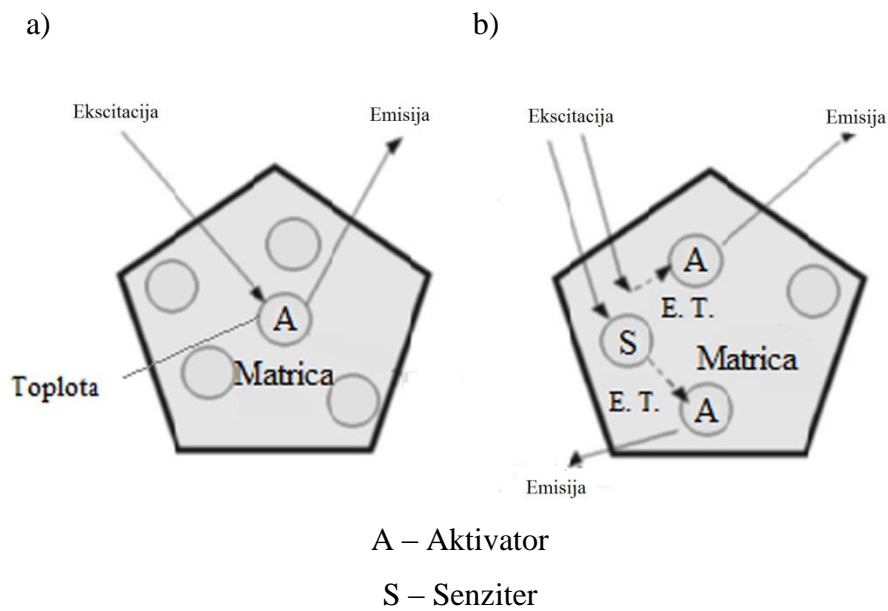 a)
Ekscitacija
Emisija
A
Matrica
Toplota
b)
Ekscitacija
Emisija
A
E. T.
S
Matrica
E. T.
A
Emisija
A – Aktivator
S – Senziter